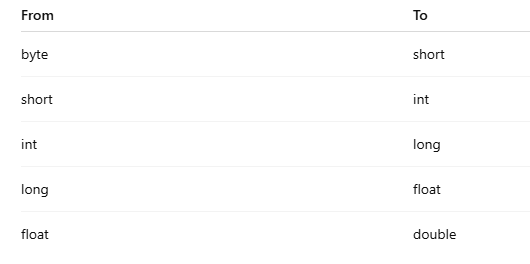 From To
byte short
short int
int long
long float
float double